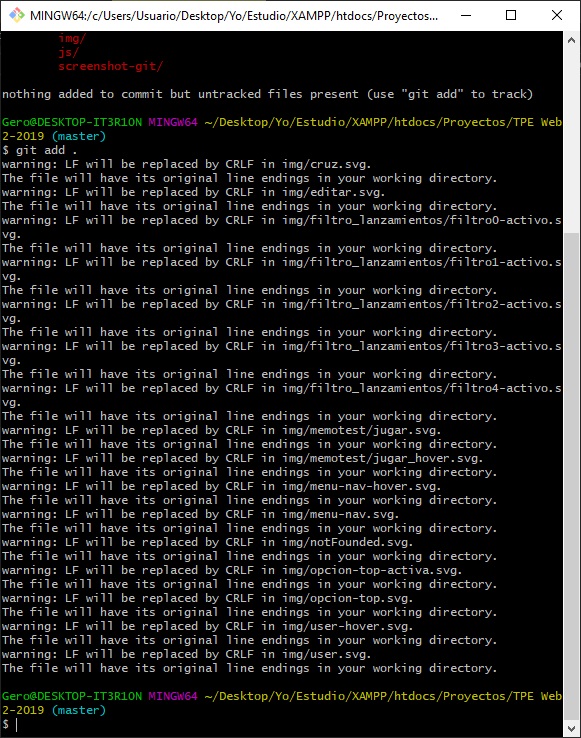 MINGW64:/c/Users/Usuario/Desktop/Yo/Estudio/XAMPP/htdocs/Proyectos...
img/
js/
screenshot-git/
nothing added to commit but untracked files present (use "git add" to track)
Gero@DESKTOP-IT3R1ON MINGW64 ~/Desktop/Yo/Estudio/XAMPP/htdocs/Proyectos/TPE Web
2-2019 (master)
$ git add .
warning: LF will be replaced by CRLF in img/cruz.svg.
The file will have its original line endings in your working directory.
warning: LF will be replaced by CRLF in img/editar.svg.
The file will have its original line endings in your working directory.
warning: LF will be replaced by CRLF in img/filtro_lanzamientos/filtro0-activo.s
vg.
The file will have its original line endings in your working directory.
warning: LF will be replaced by CRLF in img/filtro_lanzamientos/filtro1-activo.s
vg.
The file will have its original line endings in your working directory.
warning: LF will be replaced by CRLF in img/filtro_lanzamientos/filtro2-activo.s
vg.
The file will have its original line endings in your working directory.
warning: LF will be replaced by CRLF in img/filtro_lanzamientos/filtro3-activo.s
vg.
The file will have its original line endings in your working directory.
warning: LF will be replaced by CRLF in img/filtro_lanzamientos/filtro4-activo.s
vg.
The file will have its original line endings in your working directory.
warning: LF will be replaced by CRLF in img/memotest/jugar.svg.
The file will have its original line endings in your working directory.
warning: LF will be replaced by CRLF in img/memotest/jugar_hover.svg.
The file will have its original line endings in your working directory.
warning: LF will be replaced by CRLF in img/menu-nav-hover.svg.
The file will have its original line endings in your working directory.
warning: LF will be replaced by CRLF in img/menu-nav.svg.
The file will have its original line endings in your working directory.
warning: LF will be replaced by CRLF in img/notFounded.svg.
The file will have its original line endings in your working directory.
warning: LF will be replaced by CRLF in img/opcion-top-activa.svg.
The file will have its original line endings in your working directory.
warning: LF will be replaced by CRLF in img/opcion-top.svg.
The file will have its original line endings in your working directory.
warning: LF will be replaced by CRLF in img/user-hover.svg.
The file will have its original line endings in your working directory.
warning: LF will be replaced by CRLF in img/user.svg.
The file will have its original line endings in your working directory.
Gero@DESKTOP-IT3R1ON MINGW64 ~/Desktop/Yo/Estudio/XAMPP/htdocs/Proyectos/TPE Web
2-2019 (master)
$